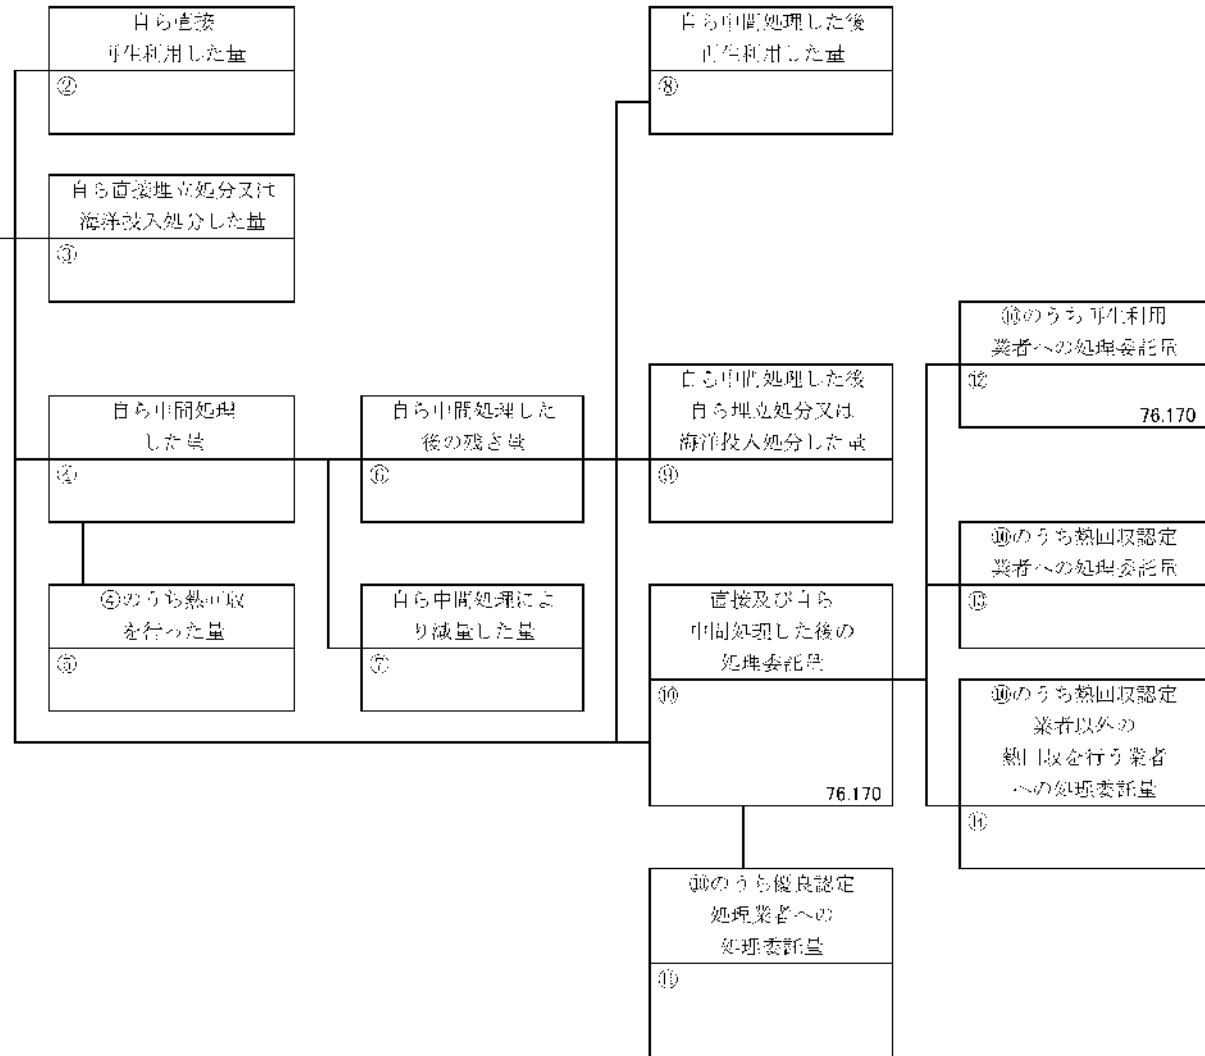 自ら直接
再生利用した量
②
自ら直接埋立処分又は
海洋投入処分した量
③
自ら中間処理
した量
④
④のうち熱回収
を行った量
⑤
自ら中間処理した
後の残さ量
⑥
自ら中間処理によ
り減量した量
⑦
自ら中間処理した後
再生利用した量
⑧
自ら中間処理した後
自ら埋立処分又は
海洋投入処分した量
⑨
直接及び自ら
中間処理した後の
処理委託量
⑩
76.170
⑩のうち優良認定
処理業者への
処理委託量
⑪
⑩のうち再生利用
業者への処理委託量
⑫
76.170
⑩のうち熱回収認定
業者への処理委託量
⑬
⑩のうち熱回収認定
業者以外の
熱回収を行う業者
への処理委託量
⑭